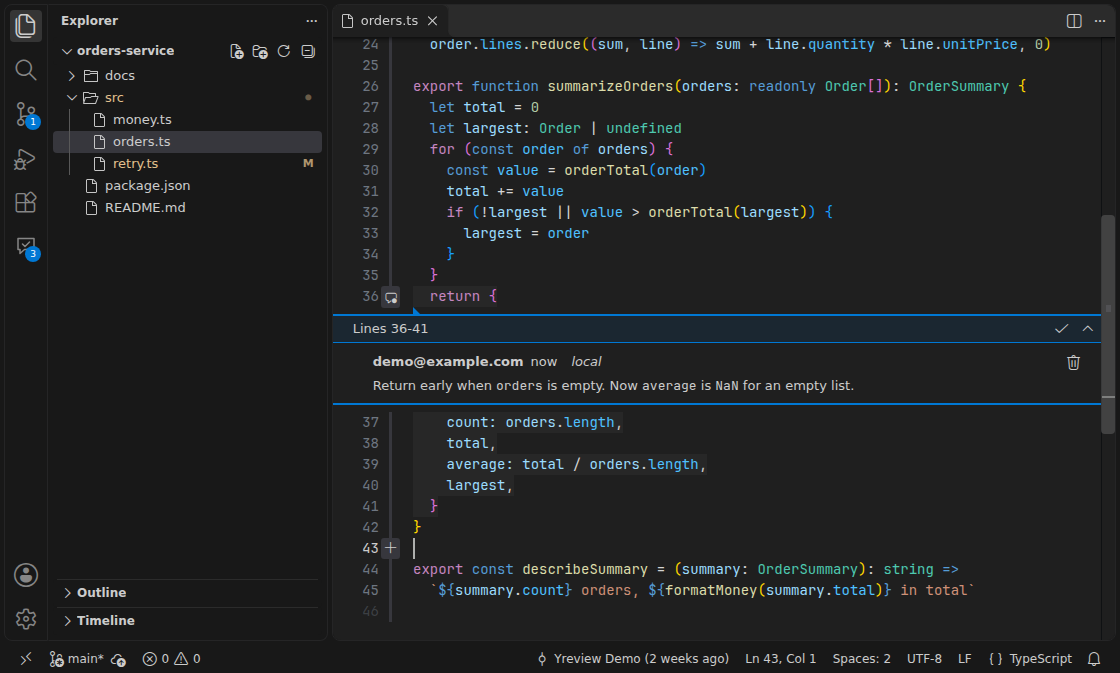 Explorer
orders.ts
orders-service
docs
src
money.ts
orders.ts
retry.ts M
package.json
README.md
Outline
Timeline
1
3
24 order.lines.reduce((sum, line) => sum + line.quantity * line.unitPrice, 0)
25
26 export function summarizeOrders(orders: readonly Order[]): OrderSummary {
27 let total = 0
28 let largest: Order | undefined
29 for (const order of orders) {
30 const value = orderTotal(order)
31 total += value
32 if (!largest || value > orderTotal(largest)) {
33 largest = order
34 }
35 }
36 return {
Lines 36-41
demo@example.com now local
Return early when orders is empty. Now average is NaN for an empty list.
37 count: orders.length,
38 total,
39 average: total / orders.length,
40 largest,
41 }
42 }
43
44 export const describeSummary = (summary: OrderSummary): string =>
45 `${summary.count} orders, ${formatMoney(summary.total)} in total`
46
main* 0 0 Yreview Demo (2 weeks ago) Ln 43, Col 1 Spaces: 2 UTF-8 LF { } TypeScript